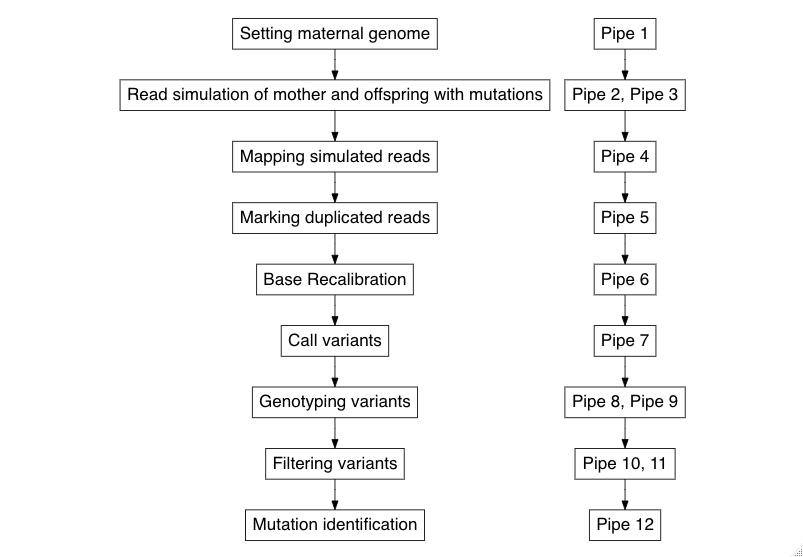 Setting maternal genome
Pipe 1
Read simulation of mother and offspring with mutations
Pipe 2, Pipe 3
Mapping simulated reads
Pipe 4
Marking duplicated reads
Pipe 5
Base Recalibration
Pipe 6
Call variants
Pipe 7
Genotyping variants
Pipe 8, Pipe 9
Filtering variants
Pipe 10, 11
Mutation identification
Pipe 12